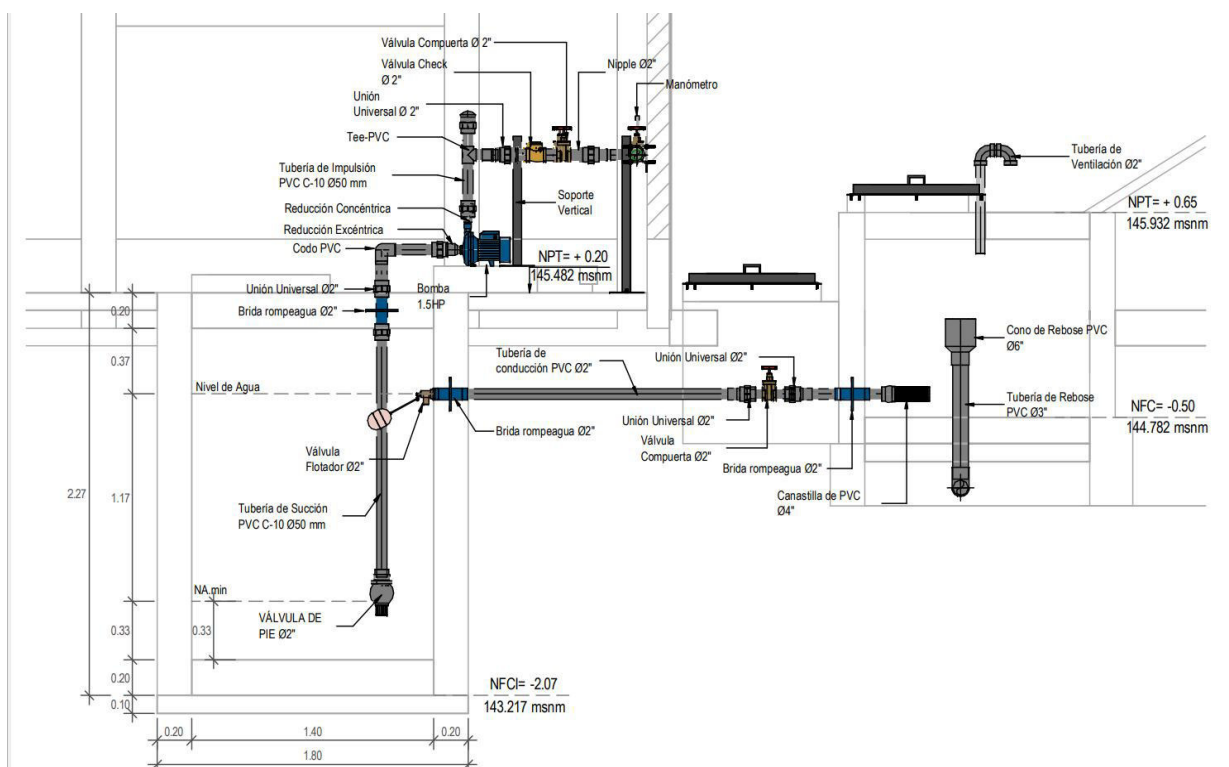 Válvula Compuerta Ø 2"
Válvula Check
Ø 2"
Nipple Ø2"
Manómetro
Unión
Universal Ø 2"
Tee-PVC
Tubería de Impulsión
PVC C-10 Ø50 mm
Soporte
Vertical
Reducción Concéntrica
Reducción Excéntrica
Codo PVC
Tubería de
Ventilación Ø2"
NPT= + 0.65
145.932 msnm
NPT= + 0.20
145.482 msnm
Unión Universal Ø2"
Bomba
1.5HP
Brida rompeagua Ø2"
0.20
0.37
Nivel de Agua
Tubería de
conducción PVC Ø2"
Unión Universal Ø2"
Cono de Rebose PVC
Ø6"
Tubería de Rebose
PVC Ø3"
NFC= -0.50
144.782 msnm
Brida rompeagua Ø2"
Unión Universal Ø2"
Válvula
Compuerta Ø2"
Brida rompeagua Ø2"
Válvula
Flotador Ø2"
Canastilla de PVC
Ø4"
2.27
1.17
Tubería de Succión
PVC C-10 Ø50 mm
NA.min
VÁLVULA DE
PIE Ø2"
0.33
0.33
0.20
0.10
NFCI= -2.07
143.217 msnm
0.20
1.40
0.20
1.80